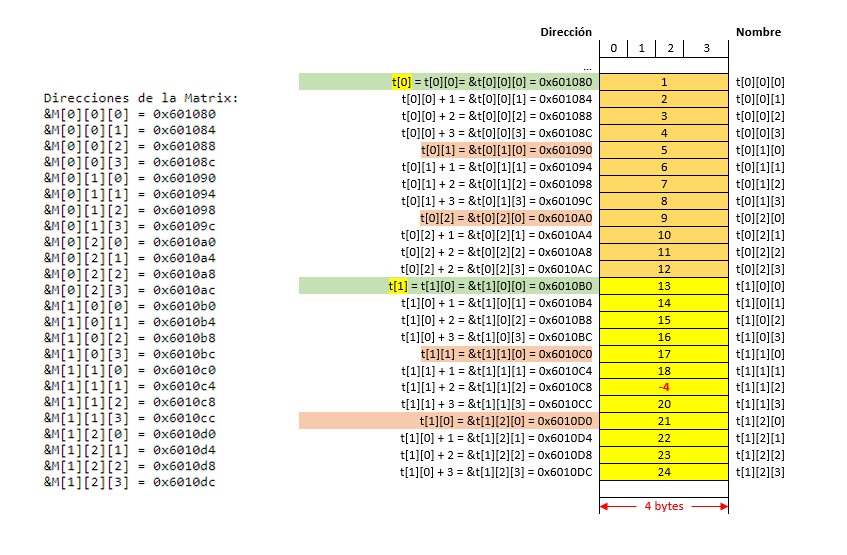 Direcciones de la Matrix:
&M[0][0][0] = 0x601080
&M[0][0][1] = 0x601084
&M[0][0][2] = 0x601088
&M[0][0][3] = 0x60108c
&M[0][1][0] = 0x601090
&M[0][1][1] = 0x601094
&M[0][1][2] = 0x601098
&M[0][1][3] = 0x60109c
&M[0][2][0] = 0x6010a0
&M[0][2][1] = 0x6010a4
&M[0][2][2] = 0x6010a8
&M[0][2][3] = 0x6010ac
&M[1][0][0] = 0x6010b0
&M[1][0][1] = 0x6010b4
&M[1][0][2] = 0x6010b8
&M[1][0][3] = 0x6010bc
&M[1][1][0] = 0x6010c0
&M[1][1][1] = 0x6010c4
&M[1][1][2] = 0x6010c8
&M[1][1][3] = 0x6010cc
&M[1][2][0] = 0x6010d0
&M[1][2][1] = 0x6010d4
&M[1][2][2] = 0x6010d8
&M[1][2][3] = 0x6010dc
Dirección Nombre
0 1 2 3
...
t[0] = t[0][0]= &t[0][0][0] = 0x601080 1 t[0][0][0]
t[0][0] + 1 = &t[0][0][1] = 0x601084 2 t[0][0][1]
t[0][0] + 2 = &t[0][0][2] = 0x601088 3 t[0][0][2]
t[0][0] + 3 = &t[0][0][3] = 0x60108C 4 t[0][0][3]
t[0][1] = &t[0][1][0] = 0x601090 5 t[0][1][0]
t[0][1] + 1 = &t[0][1][1] = 0x601094 6 t[0][1][1]
t[0][1] + 2 = &t[0][1][2] = 0x601098 7 t[0][1][2]
t[0][1] + 3 = &t[0][1][3] = 0x60109C 8 t[0][1][3]
t[0][2] = &t[0][2][0] = 0x6010A0 9 t[0][2][0]
t[0][2] + 1 = &t[0][2][1] = 0x6010A4 10 t[0][2][1]
t[0][2] + 2 = &t[0][2][2] = 0x6010A8 11 t[0][2][2]
t[0][2] + 2 = &t[0][2][3] = 0x6010AC 12 t[0][2][3]
t[1] = t[1][0] = &t[1][0][0] = 0x6010B0 13 t[1][0][0]
t[1][0] + 1 = &t[1][0][1] = 0x6010B4 14 t[1][0][1]
t[1][0] + 2 = &t[1][0][2] = 0x6010B8 15 t[1][0][2]
t[1][0] + 3 = &t[1][0][3] = 0x6010BC 16 t[1][0][3]
t[1][1] = &t[1][1][0] = 0x6010C0 17 t[1][1][0]
t[1][1] + 1 = &t[1][1][1] = 0x6010C4 18 t[1][1][1]
t[1][1] + 2 = &t[1][1][2] = 0x6010C8 -4 t[1][1][2]
t[1][1] + 3 = &t[1][1][3] = 0x6010CC 20 t[1][1][3]
t[1][0] = &t[1][2][0] = 0x6010D0 21 t[1][2][0]
t[1][0] + 1 = &t[1][2][1] = 0x6010D4 22 t[1][2][1]
t[1][0] + 2 = &t[1][2][2] = 0x6010D8 23 t[1][2][2]
t[1][0] + 3 = &t[1][2][3] = 0x6010DC 24 t[1][2][3]
4 bytes